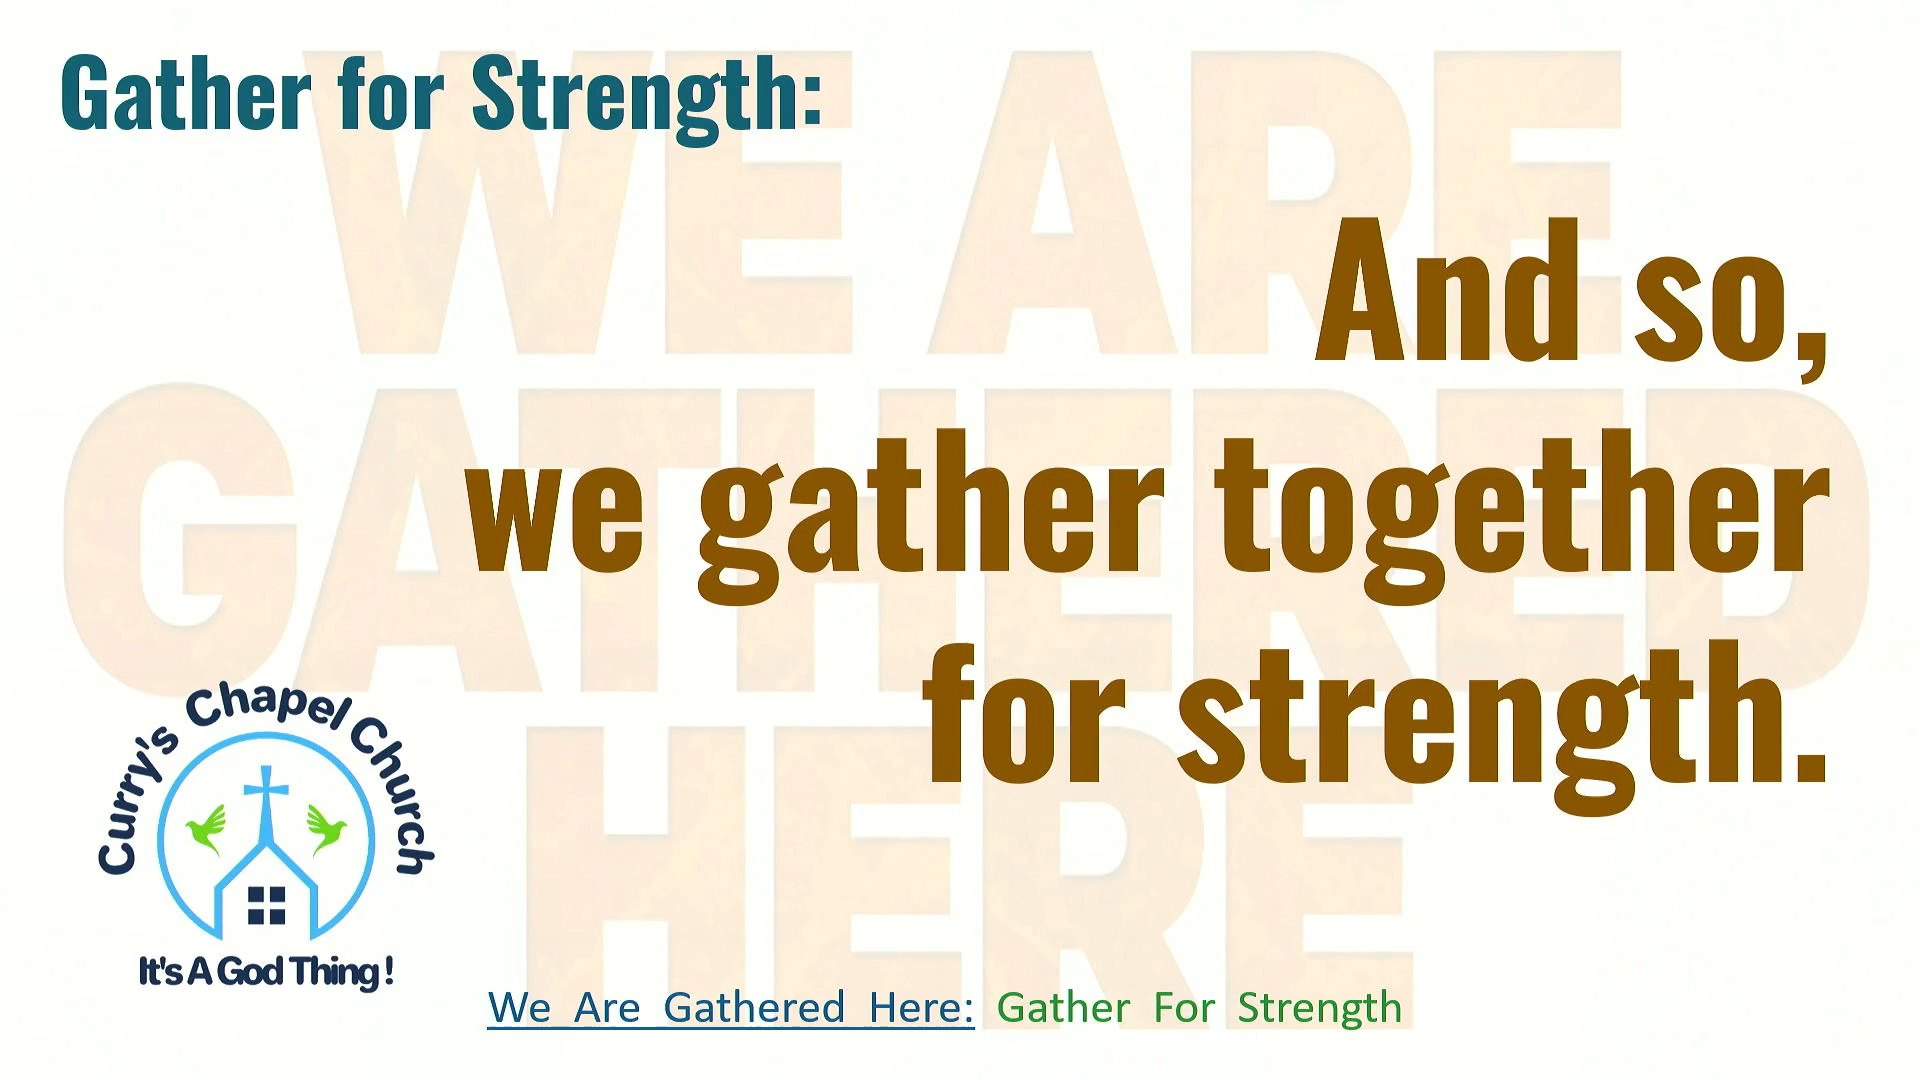 Gather for Strength:
WE ARE
GATHERED
HERE
And so,
we gather together
for strength.
Curry's Chapel Church
It's A God Thing!
We Are Gathered Here: Gather For Strength